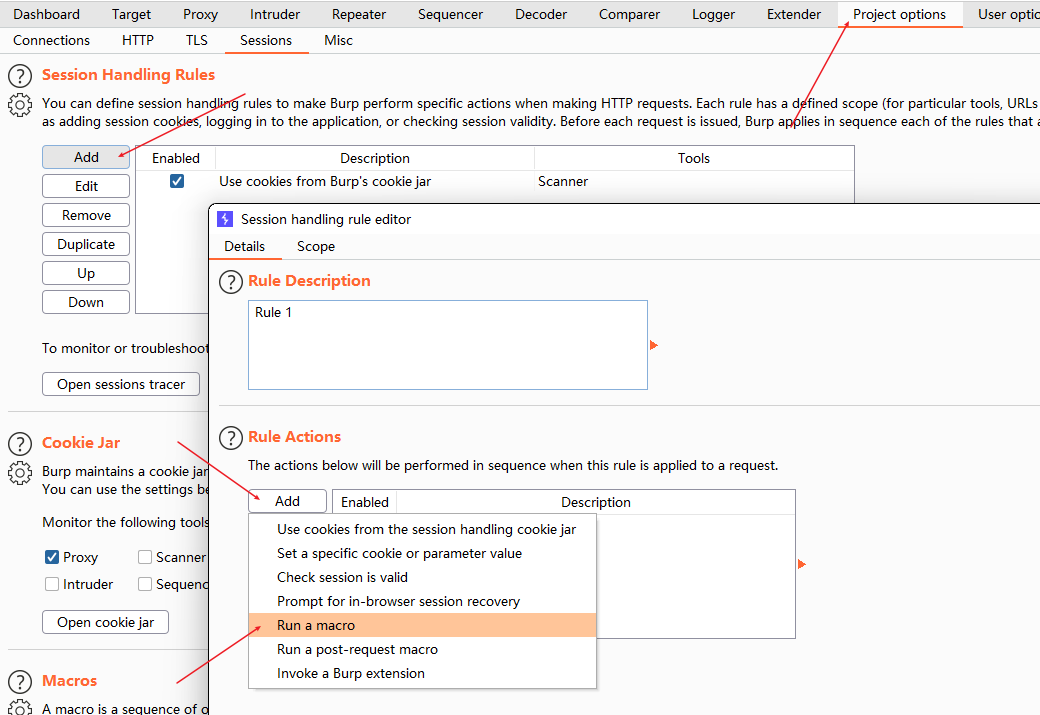 Dashboard Target Proxy Intruder Repeater Sequencer Decoder Comparer Logger Extender Project options User optio
Connections HTTP TLS Sessions Misc
Session Handling Rules
You can define session handling rules to make Burp perform specific actions when making HTTP requests. Each rule has a defined scope (for particular tools, URLs
as adding session cookies, logging in to the application, or checking session validity. Before each request is issued, Burp applies in sequence each of the rules that a
Add Enabled Description Tools
Use cookies from Burp's cookie jar Scanner
Edit
Remove
Duplicate
Up
Down
To monitor or troubleshoot
Open sessions tracer
Cookie Jar
Burp maintains a cookie jar
You can use the settings be
Monitor the following tools
Proxy Scanner
Intruder Sequenc
Open cookie jar
Macros
A macro is a sequence of o
Session handling rule editor
Details Scope
Rule Description
Rule 1
Rule Actions
The actions below will be performed in sequence when this rule is applied to a request.
Add Enabled Description
Use cookies from the session handling cookie jar
Set a specific cookie or parameter value
Check session is valid
Prompt for in-browser session recovery
Run a macro
Run a post-request macro
Invoke a Burp extension